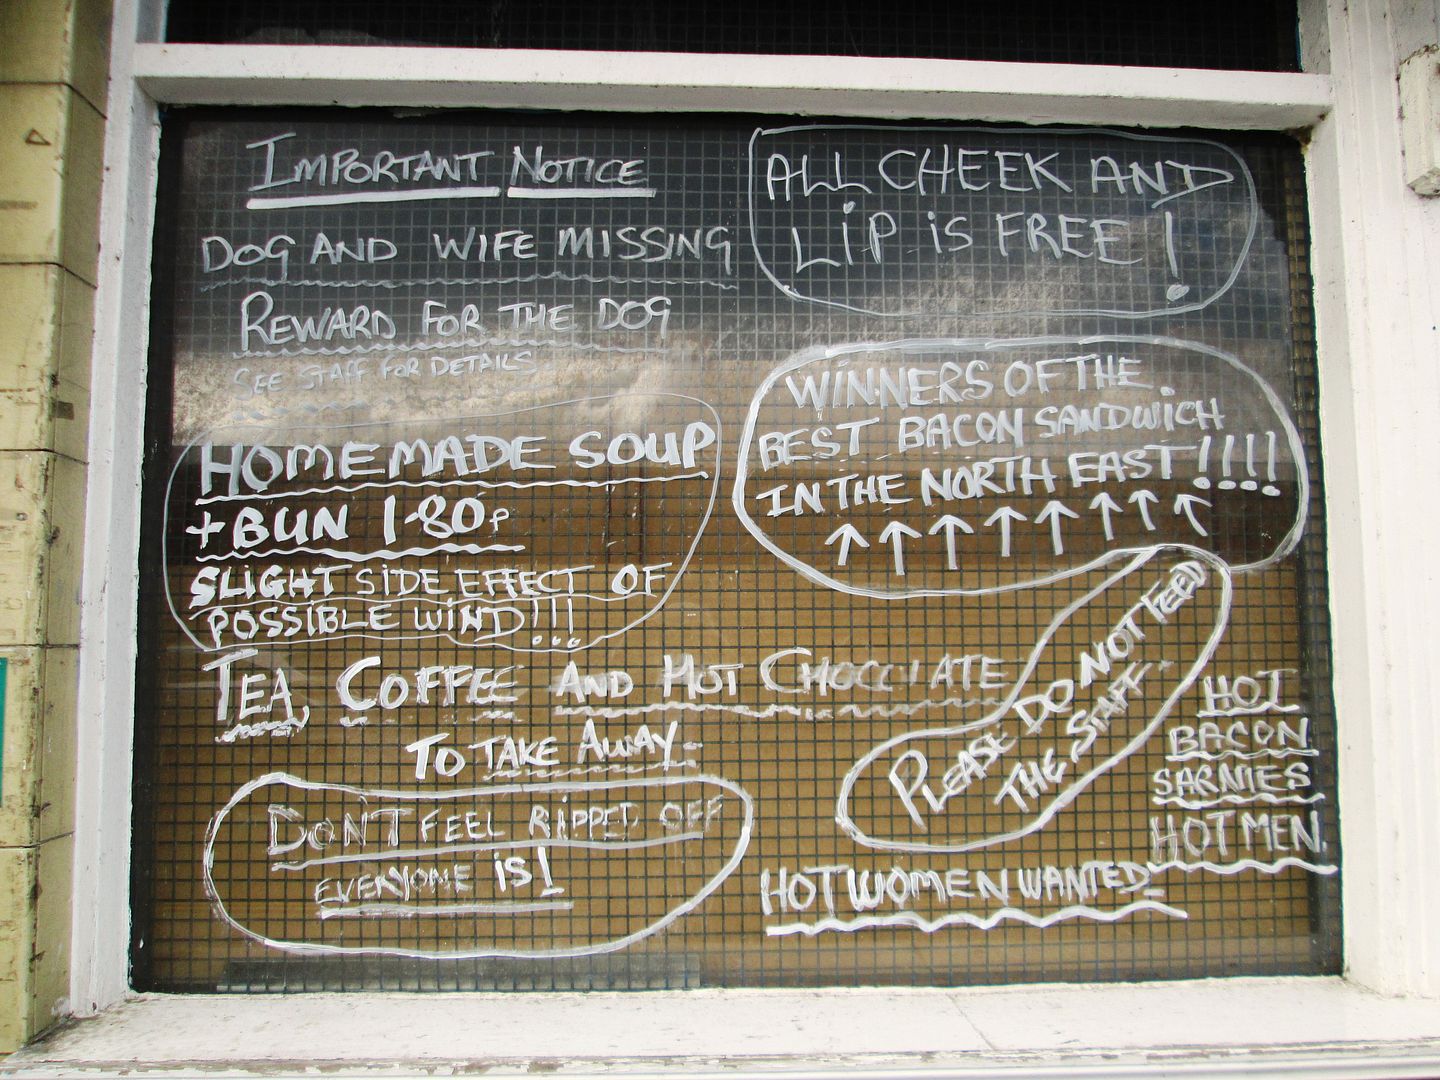 IMPORTANT NOTICE
DOG AND WIFE MISSING
REWARD FOR THE DOG
SEE STAFF FOR DETAILS.
ALL CHEEK AND
LIP iS FREE!
WINNERS OF THE
BEST BACON SANDWICH
IN THE NORTH EAST!!!!
HOMEMADE SOUP
+ BUN 1·80p
SLIGHT SIDE EFFECT OF
POSSIBLE WIND!!!
TEA, COFFEE AND HOT CHOCOLATE
TO TAKE AWAY.
PLEASE DO NOT FEED
THE STAFF.
HOT
BACON
SARNIES
HOT MEN.
HOT WOMEN WANTED
DON'T FEEL RIPPED OFF
EVERYONE IS!